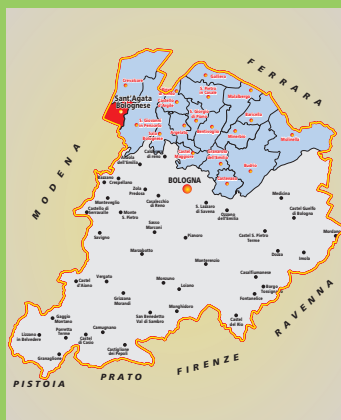 FERRARA
Crevalcore
Galliera
S. Pietro
in Casale
Malalbergo
Sant'Agata
Bolognese
S. Giorgio
di Piano
Baricella
S. Giovanni
in Persiceto
Argelato
Bentivoglio
Minerbio
Molinella
Sala
Bolognese
Castel
Maggiore
Granarolo
dell'Emilia
Budrio
Castenaso
Anzola
dell'Emilia
Calderara
di Reno
MODENA
BOLOGNA
Bazzano
Crespellano
Zola
Predosa
Casalecchio
di Reno
Monteveglio
Castello di
Serravalle
Monte
S. Pietro
S. Lazzaro
di Savena
Ozzano
dell'Emilia
Medicina
Castel Guelfo
di Bologna
Mordano
Savigno
Sasso
Marconi
Pianoro
Castel S. Pietro
Terme
Marzabotto
Monterenzio
Dozza
Imola
Castel
d'Aiano
Vergato
Monzuno
Loiano
Casalfiumanese
Borgo
Tossignano
Fontanelice
Grizzana
Morandi
Monghidoro
San Benedetto
Val di Sambro
Castel
del Rio
RAVENNA
Gaggio
Montano
Lizzano
in Belvedere
Porretta
Terme
Camugnano
Castel
di Casio
Castiglione
dei Pepoli
Granaglione
FIRENZE
PRATO
PISTOIA